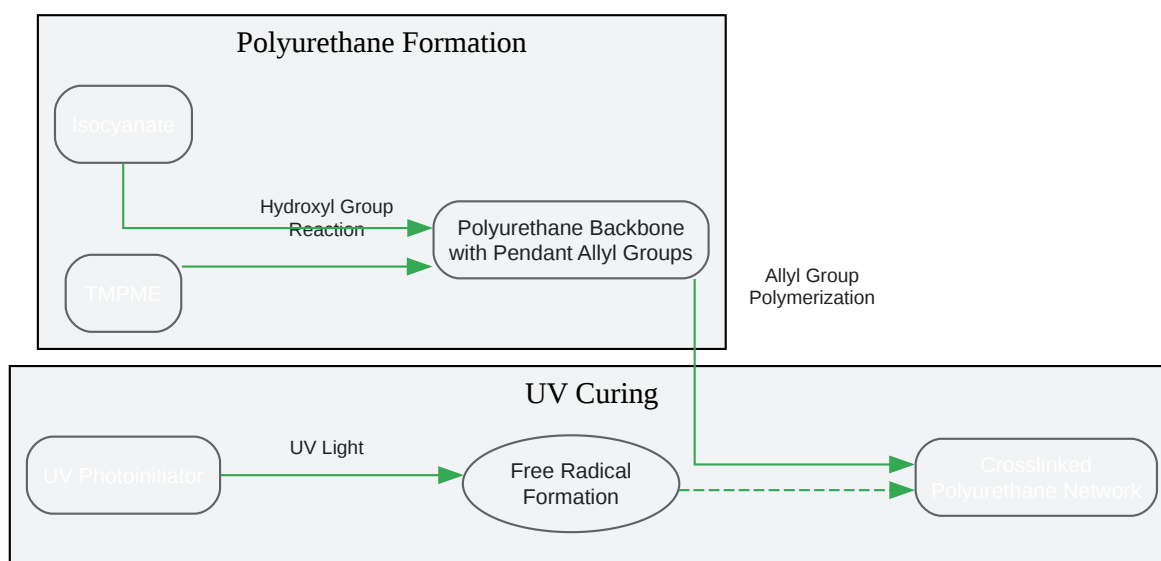 Polyurethane Formation
Isocyanate
Hydroxyl Group
Reaction
Polyurethane Backbone
with Pendant Allyl Groups
TMPME
Allyl Group
Polymerization
UV Curing
UV Photoinitiator
UV Light
Free Radical
Formation
Crosslinked
Polyurethane Network